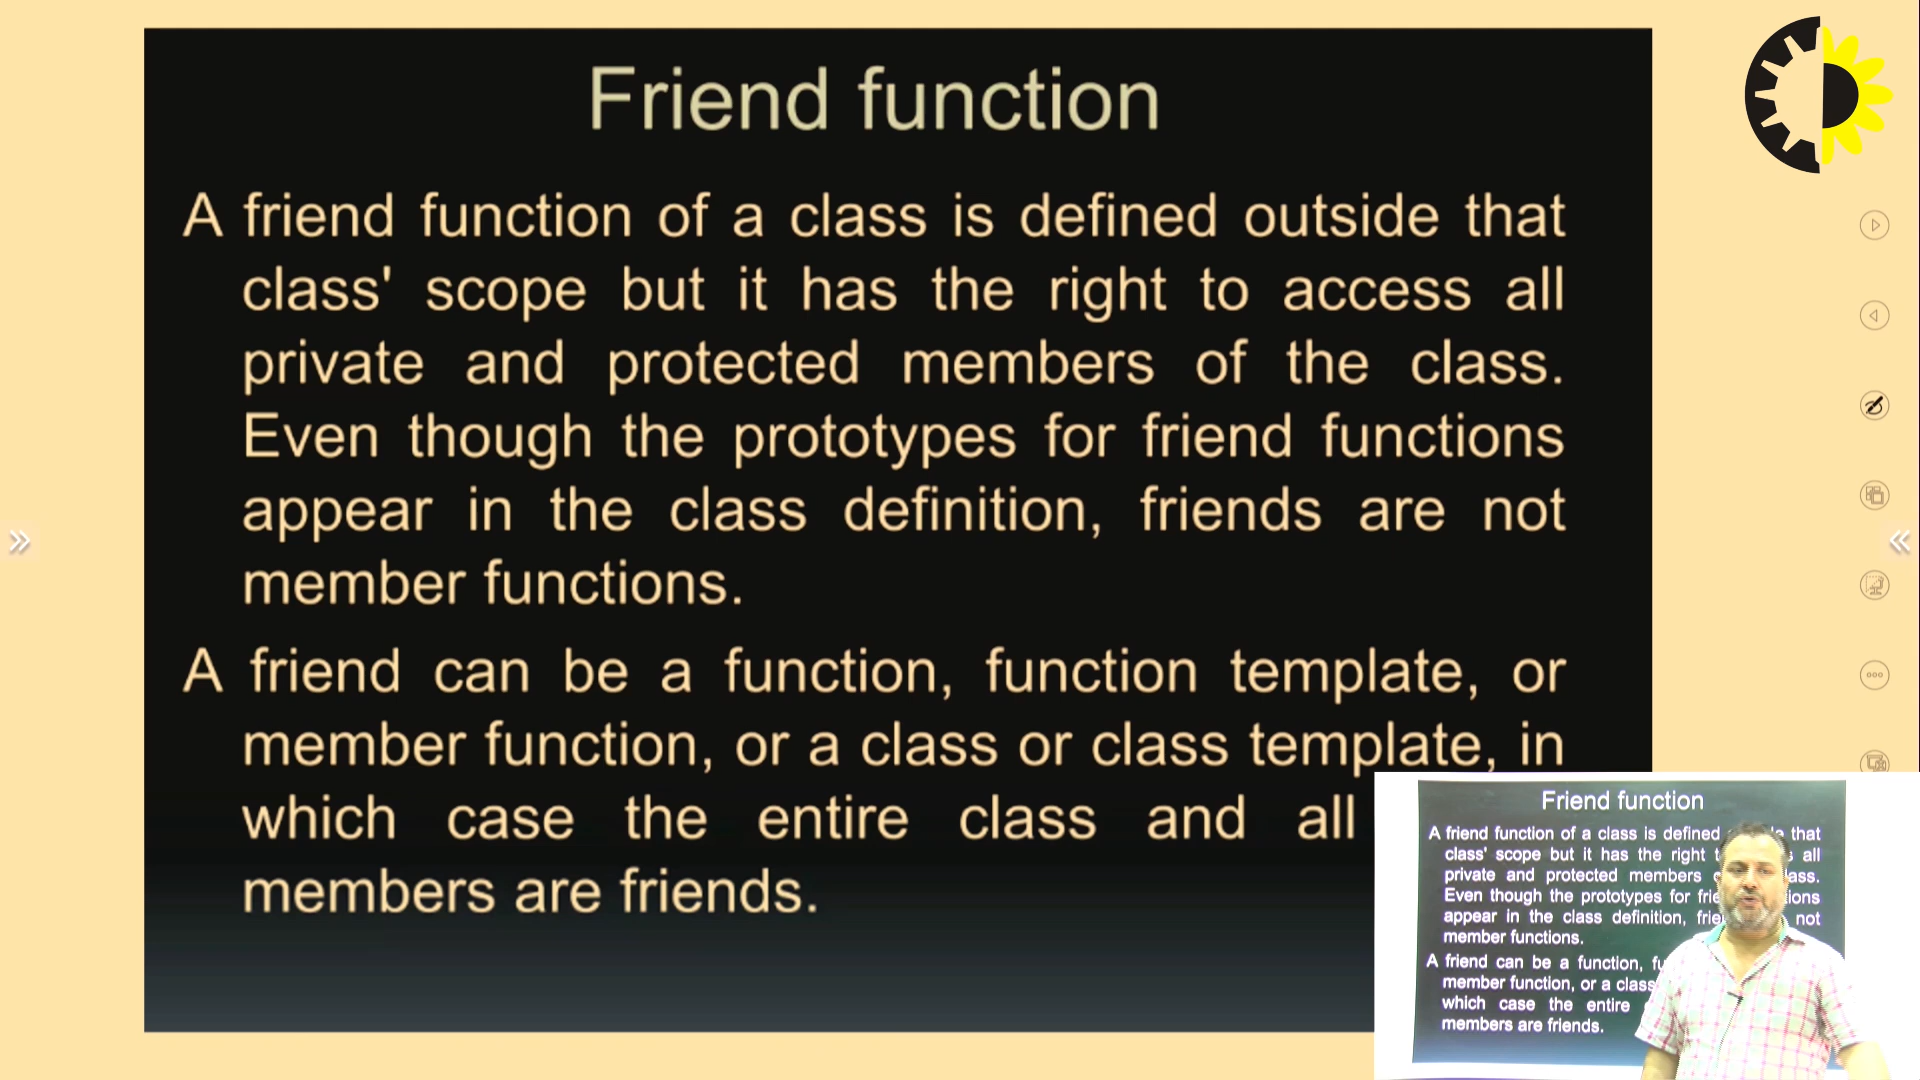 Friend function
A friend function of a class is defined outside that
class' scope but it has the right to access all
private and protected members of the class.
Even though the prototypes for friend functions
appear in the class definition, friends are not
member functions.
A friend can be a function, function template, or
member function, or a class or class template, in
which case the entire class and all
members are friends.
Friend function
A friend function of a class is defined that
class' scope but it has the right all
private and protected members
Even though the prototypes for
appear in the class definition, not
member functions.
A friend can be a function,
member function, or a class
which case the entire
members are friends.